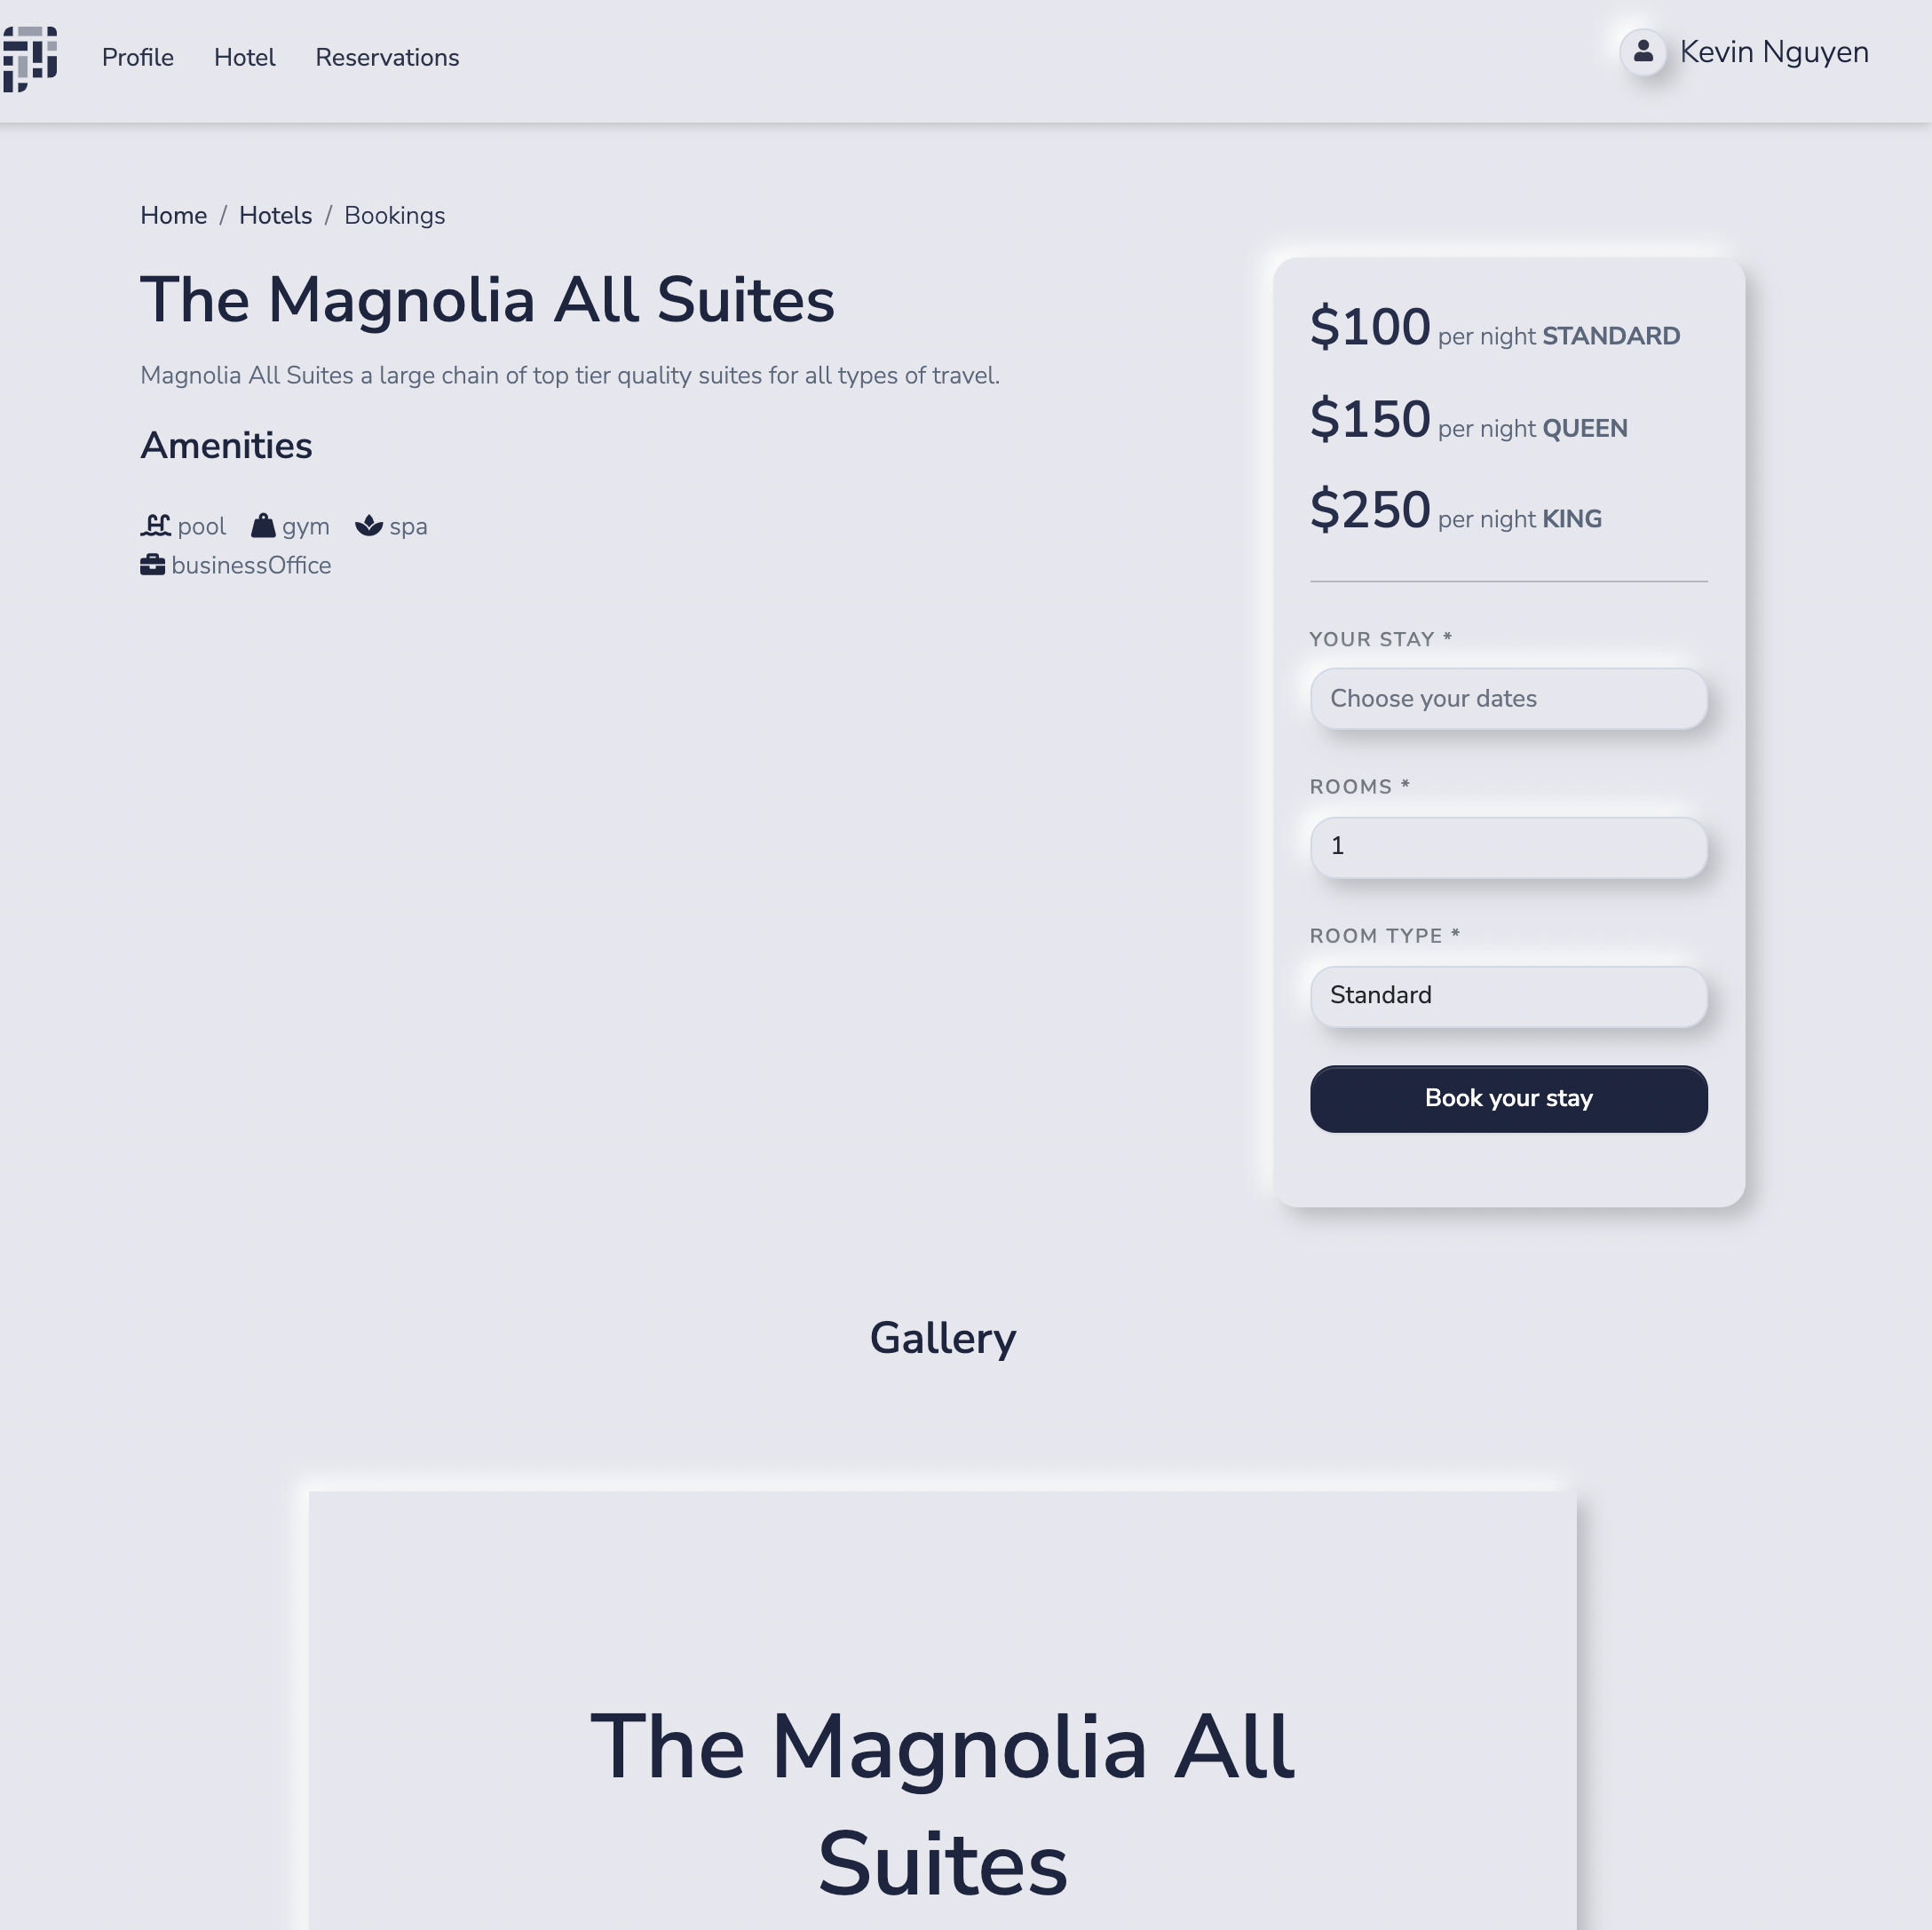 Profile Hotel Reservations Kevin Nguyen
Home / Hotels / Bookings
The Magnolia All Suites
Magnolia All Suites a large chain of top tier quality suites for all types of travel.
Amenities
pool gym spa
businessOffice
$100 per night STANDARD
$150 per night QUEEN
$250 per night KING
YOUR STAY *
Choose your dates
ROOMS *
1
ROOM TYPE *
Standard
Book your stay
Gallery
The Magnolia All
Suites